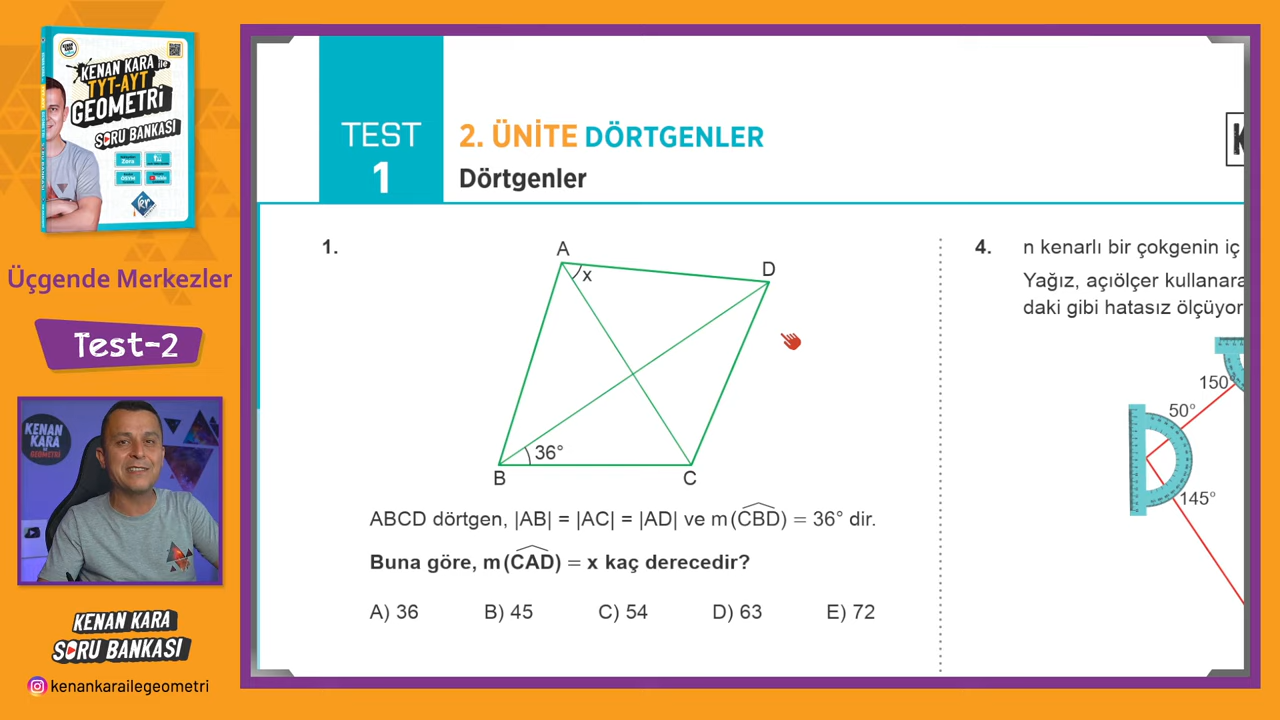 KENAN KARA ile
TYT-AYT
GEOMETRİ
SORU BANKASI
Üçgende Merkezler
Test-2
KENAN
KARA
GEOMETRİ
KENAN KARA
SORU BANKASI
kenankarailegeometri
TEST
1
2. ÜNİTE DÖRTGENLER
Dörtgenler
1.
A
x
D
36°
B
C
ABCD dörtgen, |AB| = |AC| = |AD| ve m(CBD) = 36° dir.
Buna göre, m(CAD) = x kaç derecedir?
A) 36 B) 45 C) 54 D) 63 E) 72
4. n kenarlı bir çokgenin iç
Yağız, açıölçer kullanara
daki gibi hatasız ölçüyor
150°
50°
145°